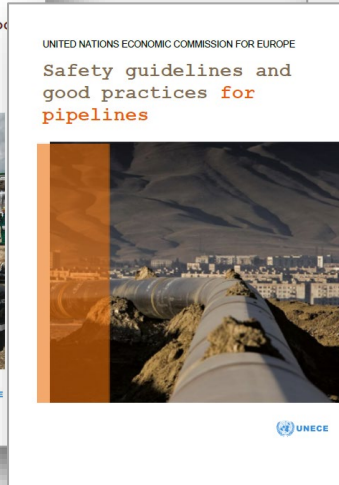 UNITED NATIONS ECONOMIC COMMISSION FOR EUROPE
Safety guidelines and
good practices for
pipelines
UNECE